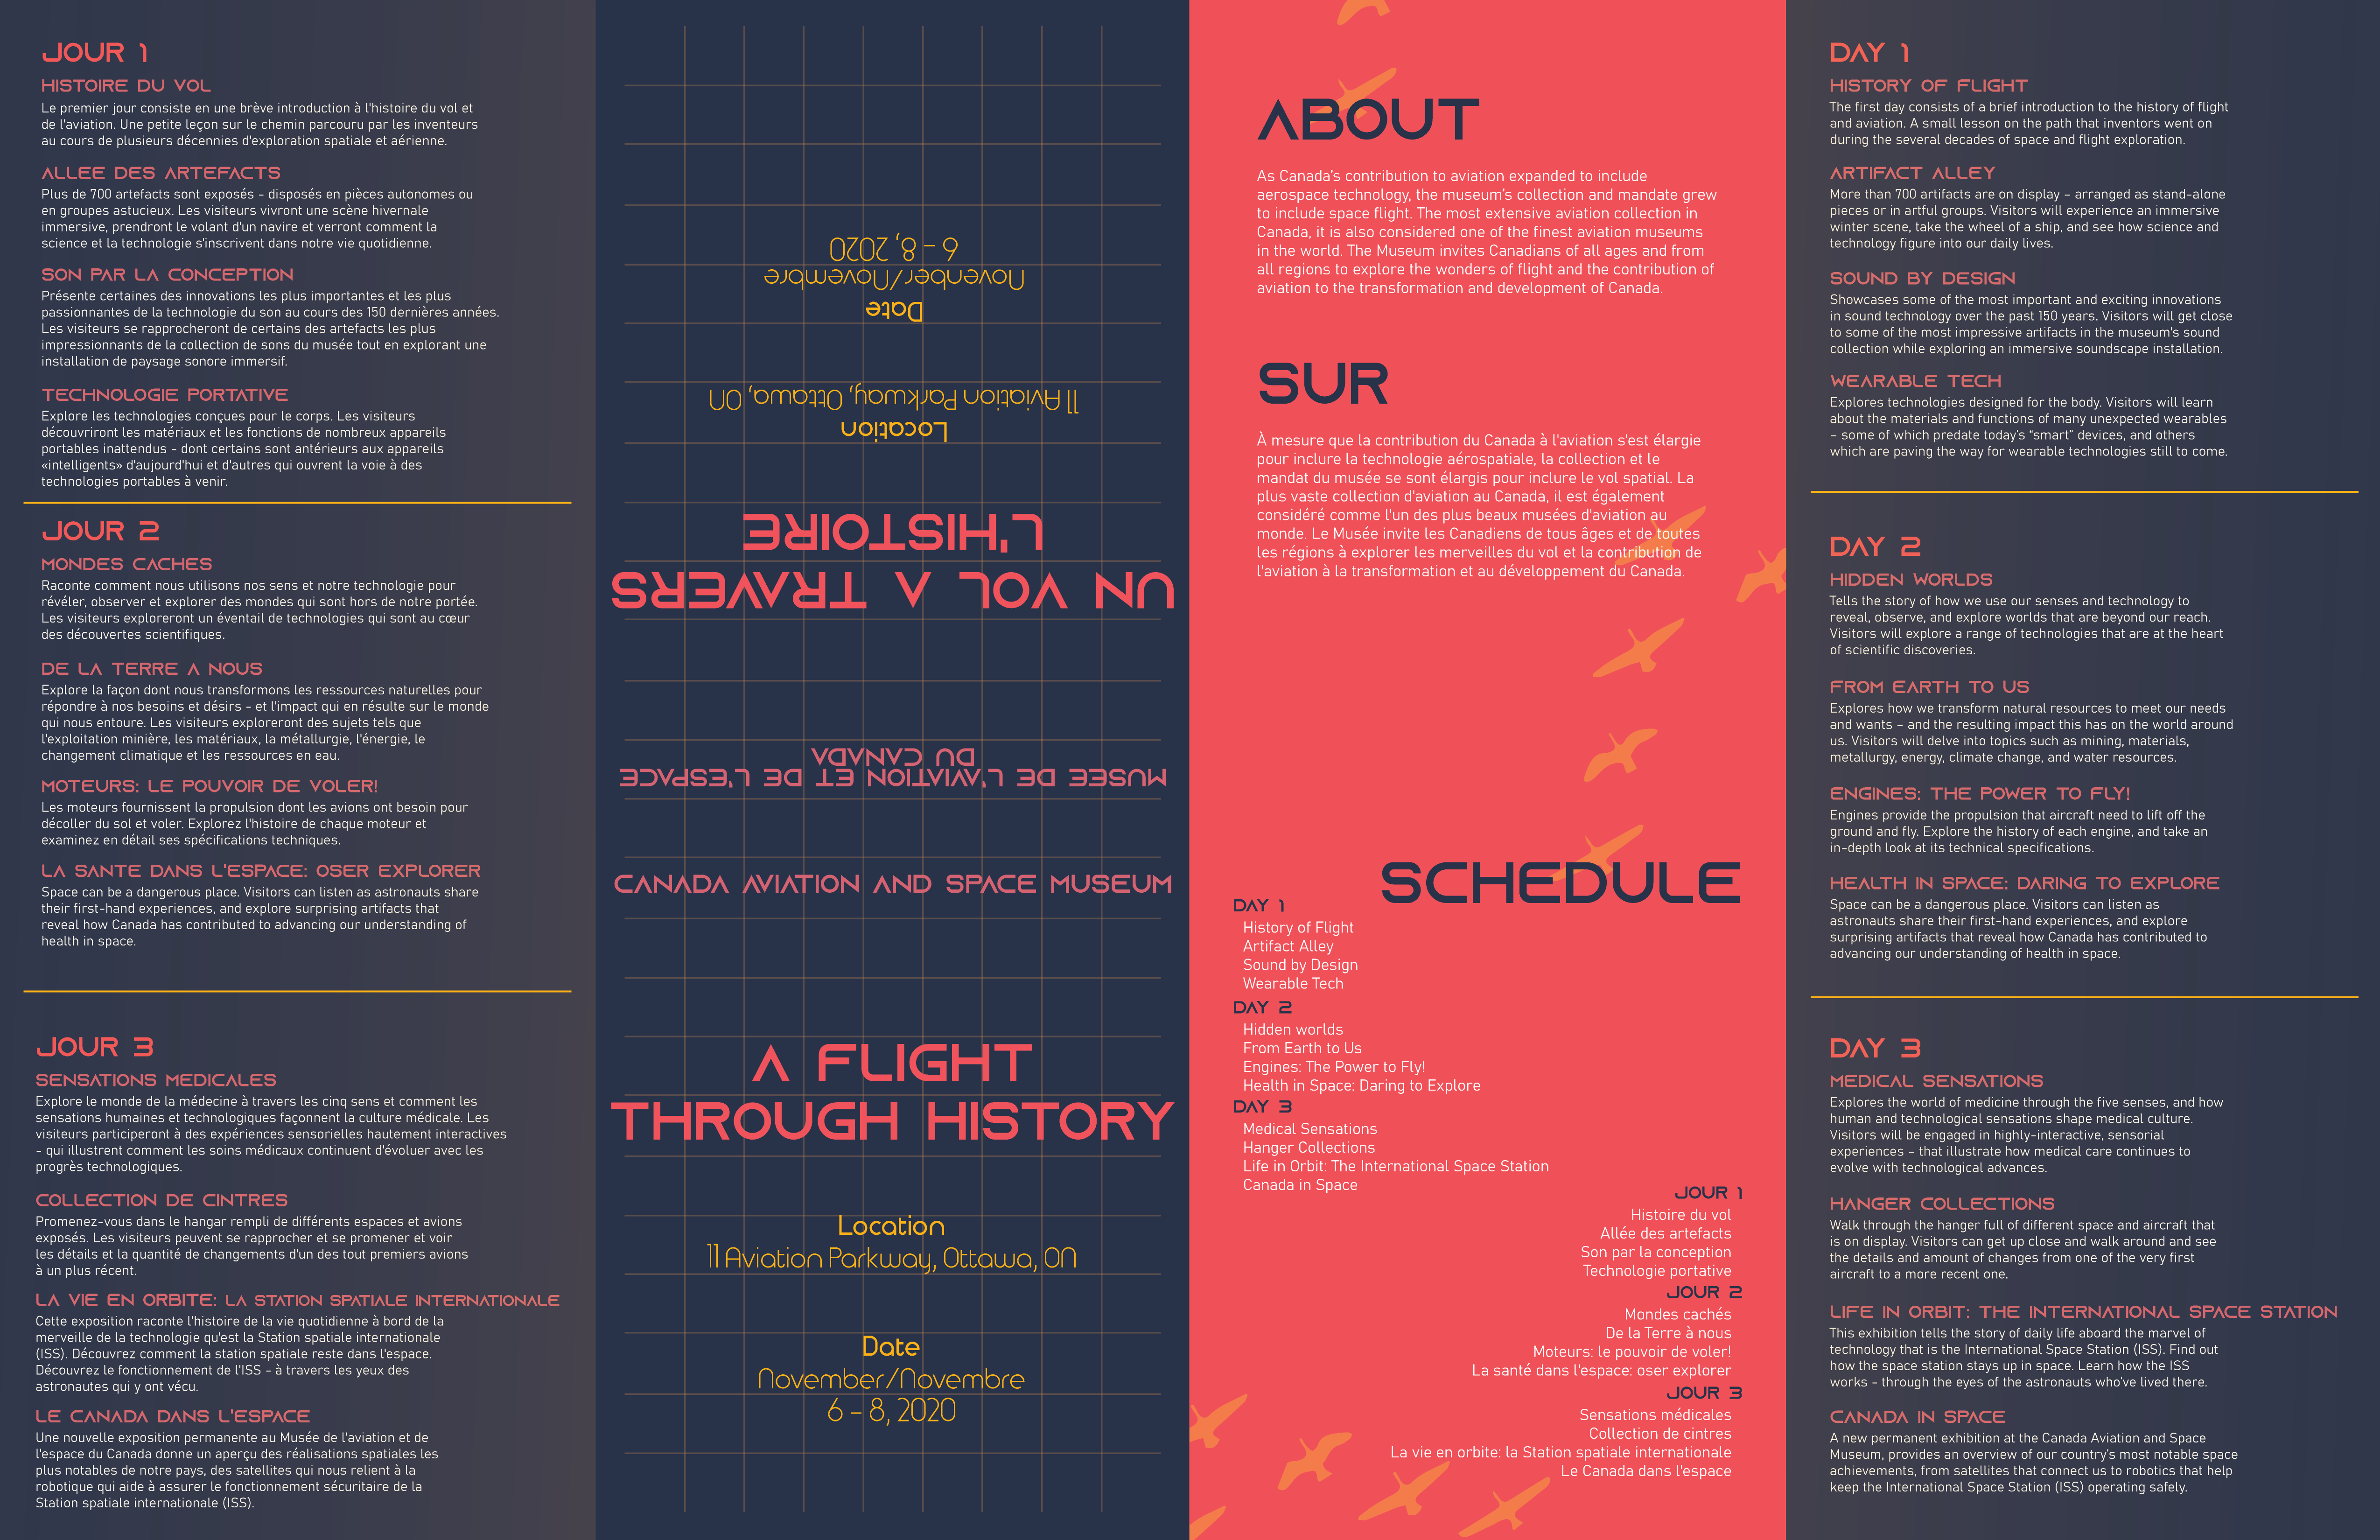 JOUR 1
HISTOIRE DU VOL
Le premier jour consiste en une brève introduction à l'histoire du vol et
de l'aviation. Une petite leçon sur le chemin parcouru par les inventeurs
au cours de plusieurs décennies d'exploration spatiale et aérienne.
ALLEE DES ARTEFACTS
Plus de 700 artefacts sont exposés - disposés en pièces autonomes ou
en groupes astucieux. Les visiteurs vivront une scène hivernale
immersive, prendront le volant d'un navire et verront comment la
science et la technologie s'inscrivent dans notre vie quotidienne.
SON PAR LA CONCEPTION
Présente certaines des innovations les plus importantes et les plus
passionnantes de la technologie du son au cours des 150 dernières années.
Les visiteurs se rapprocheront de certains des artefacts les plus
impressionnants de la collection de sons du musée tout en explorant une
installation de paysage sonore immersif.
TECHNOLOGIE PORTATIVE
Explore les technologies conçues pour le corps. Les visiteurs
découvriront les matériaux et les fonctions de nombreux appareils
portables inattendus - dont certains sont antérieurs aux appareils
«intelligents» d'aujourd'hui et d'autres qui ouvrent la voie à des
technologies portables à venir.
JOUR 2
MONDES CACHES
Raconte comment nous utilisons nos sens et notre technologie pour
révéler, observer et explorer des mondes qui sont hors de notre portée.
Les visiteurs exploreront un éventail de technologies qui sont au cœur
des découvertes scientifiques.
DE LA TERRE A NOUS
Explore la façon dont nous transformons les ressources naturelles pour
répondre à nos besoins et désirs - et l'impact qui en résulte sur le monde
qui nous entoure. Les visiteurs exploreront des sujets tels que
l'exploitation minière, les matériaux, la métallurgie, l'énergie, le
changement climatique et les ressources en eau.
MOTEURS: LE POUVOIR DE VOLER!
Les moteurs fournissent la propulsion dont les avions ont besoin pour
décoller du sol et voler. Explorez l'histoire de chaque moteur et
examinez en détail ses spécifications techniques.
LA SANTE DANS L'ESPACE: OSER EXPLORER
Space can be a dangerous place. Visitors can listen as astronauts share
their first-hand experiences, and explore surprising artifacts that
reveal how Canada has contributed to advancing our understanding of
health in space.
JOUR 3
SENSATIONS MEDICALES
Explore le monde de la médecine à travers les cinq sens et comment les
sensations humaines et technologiques façonnent la culture médicale. Les
visiteurs participeront à des expériences sensorielles hautement interactives
- qui illustrent comment les soins médicaux continuent d'évoluer avec les
progrès technologiques.
COLLECTION DE CINTRES
Promenez-vous dans le hangar rempli de différents espaces et avions
exposés. Les visiteurs peuvent se rapprocher et se promener et voir
les détails et la quantité de changements d'un des tout premiers avions
à un plus récent.
LA VIE EN ORBITE: LA STATION SPATIALE INTERNATIONALE
Cette exposition raconte l'histoire de la vie quotidienne à bord de la
merveille de la technologie qu'est la Station spatiale internationale
(ISS). Découvrez comment la station spatiale reste dans l'espace.
Découvrez le fonctionnement de l'ISS - à travers les yeux des
astronautes qui y ont vécu.
LE CANADA DANS L'ESPACE
Une nouvelle exposition permanente au Musée de l'aviation et de
l'espace du Canada donne un aperçu des réalisations spatiales les
plus notables de notre pays, des satellites qui nous relient à la
robotique qui aide à assurer le fonctionnement sécuritaire de la
Station spatiale internationale (ISS).
MUSEE DE L'AVIATION ET DE L'ESPACE
DU CANADA
UN VOL A TRAVERS
L'HISTOIRE
Location
11 Aviation Parkway, Ottawa, ON
Date
November/Novembre
6 – 8, 2020
CANADA AVIATION AND SPACE MUSEUM
A FLIGHT
THROUGH HISTORY
Location
11 Aviation Parkway, Ottawa, ON
Date
November/Novembre
6 – 8, 2020
ABOUT
As Canada's contribution to aviation expanded to include
aerospace technology, the museum's collection and mandate grew
to include space flight. The most extensive aviation collection in
Canada, it is also considered one of the finest aviation museums
in the world. The Museum invites Canadians of all ages and from
all regions to explore the wonders of flight and the contribution of
aviation to the transformation and development of Canada.
SUR
À mesure que la contribution du Canada à l'aviation s'est élargie
pour inclure la technologie aérospatiale, la collection et le
mandat du musée se sont élargis pour inclure le vol spatial. La
plus vaste collection d'aviation au Canada, il est également
considéré comme l'un des plus beaux musées d'aviation au
monde. Le Musée invite les Canadiens de tous âges et de toutes
les régions à explorer les merveilles du vol et la contribution de
l'aviation à la transformation et au développement du Canada.
SCHEDULE
DAY 1
History of Flight
Artifact Alley
Sound by Design
Wearable Tech
DAY 2
Hidden worlds
From Earth to Us
Engines: The Power to Fly!
Health in Space: Daring to Explore
DAY 3
Medical Sensations
Hanger Collections
Life in Orbit: The International Space Station
Canada in Space
JOUR 1
Histoire du vol
Allée des artefacts
Son par la conception
Technologie portative
JOUR 2
Mondes cachés
De la Terre à nous
Moteurs: le pouvoir de voler!
La santé dans l'espace: oser explorer
JOUR 3
Sensations médicales
Collection de cintres
La vie en orbite: la Station spatiale internationale
Le Canada dans l'espace
DAY 1
HISTORY OF FLIGHT
The first day consists of a brief introduction to the history of flight
and aviation. A small lesson on the path that inventors went on
during the several decades of space and flight exploration.
ARTIFACT ALLEY
More than 700 artifacts are on display – arranged as stand-alone
pieces or in artful groups. Visitors will experience an immersive
winter scene, take the wheel of a ship, and see how science and
technology figure into our daily lives.
SOUND BY DESIGN
Showcases some of the most important and exciting innovations
in sound technology over the past 150 years. Visitors will get close
to some of the most impressive artifacts in the museum's sound
collection while exploring an immersive soundscape installation.
WEARABLE TECH
Explores technologies designed for the body. Visitors will learn
about the materials and functions of many unexpected wearables
– some of which predate today's "smart" devices, and others
which are paving the way for wearable technologies still to come.
DAY 2
HIDDEN WORLDS
Tells the story of how we use our senses and technology to
reveal, observe, and explore worlds that are beyond our reach.
Visitors will explore a range of technologies that are at the heart
of scientific discoveries.
FROM EARTH TO US
Explores how we transform natural resources to meet our needs
and wants – and the resulting impact this has on the world around
us. Visitors will delve into topics such as mining, materials,
metallurgy, energy, climate change, and water resources.
ENGINES: THE POWER TO FLY!
Engines provide the propulsion that aircraft need to lift off the
ground and fly. Explore the history of each engine, and take an
in-depth look at its technical specifications.
HEALTH IN SPACE: DARING TO EXPLORE
Space can be a dangerous place. Visitors can listen as
astronauts share their first-hand experiences, and explore
surprising artifacts that reveal how Canada has contributed to
advancing our understanding of health in space.
DAY 3
MEDICAL SENSATIONS
Explores the world of medicine through the five senses, and how
human and technological sensations shape medical culture.
Visitors will be engaged in highly-interactive, sensorial
experiences – that illustrate how medical care continues to
evolve with technological advances.
HANGER COLLECTIONS
Walk through the hanger full of different space and aircraft that
is on display. Visitors can get up close and walk around and see
the details and amount of changes from one of the very first
aircraft to a more recent one.
LIFE IN ORBIT: THE INTERNATIONAL SPACE STATION
This exhibition tells the story of daily life aboard the marvel of
technology that is the International Space Station (ISS). Find out
how the space station stays up in space. Learn how the ISS
works - through the eyes of the astronauts who've lived there.
CANADA IN SPACE
A new permanent exhibition at the Canada Aviation and Space
Museum, provides an overview of our country's most notable space
achievements, from satellites that connect us to robotics that help
keep the International Space Station (ISS) operating safely.